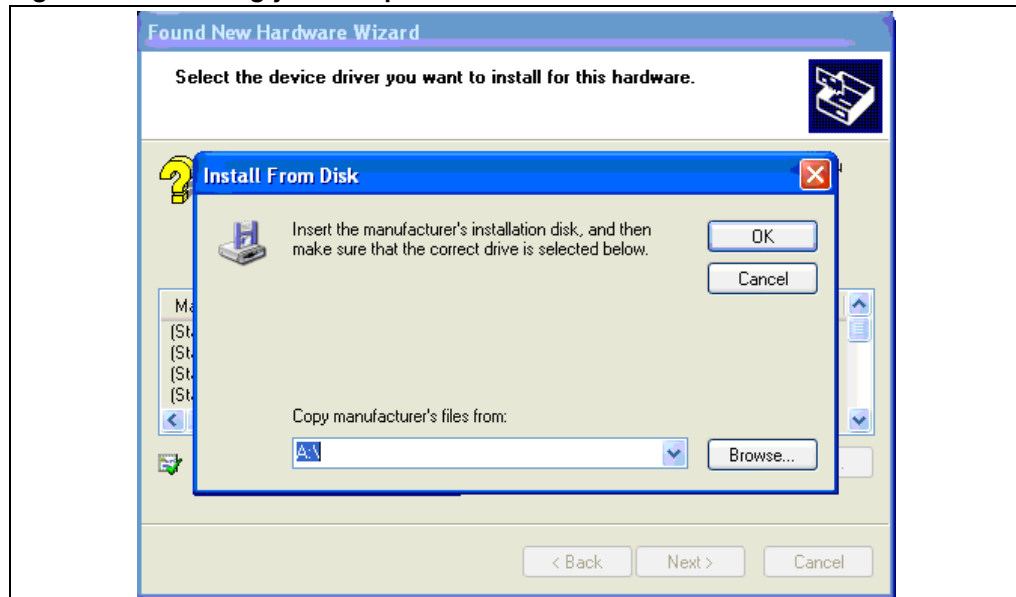 Found New Hardware Wizard
Select the device driver you want to install for this hardware.
Install From Disk
Insert the manufacturer's installation disk, and then
make sure that the correct drive is selected below.
OK
Cancel
Copy manufacturer's files from:
A:\
Browse...
< Back
Next >
Cancel